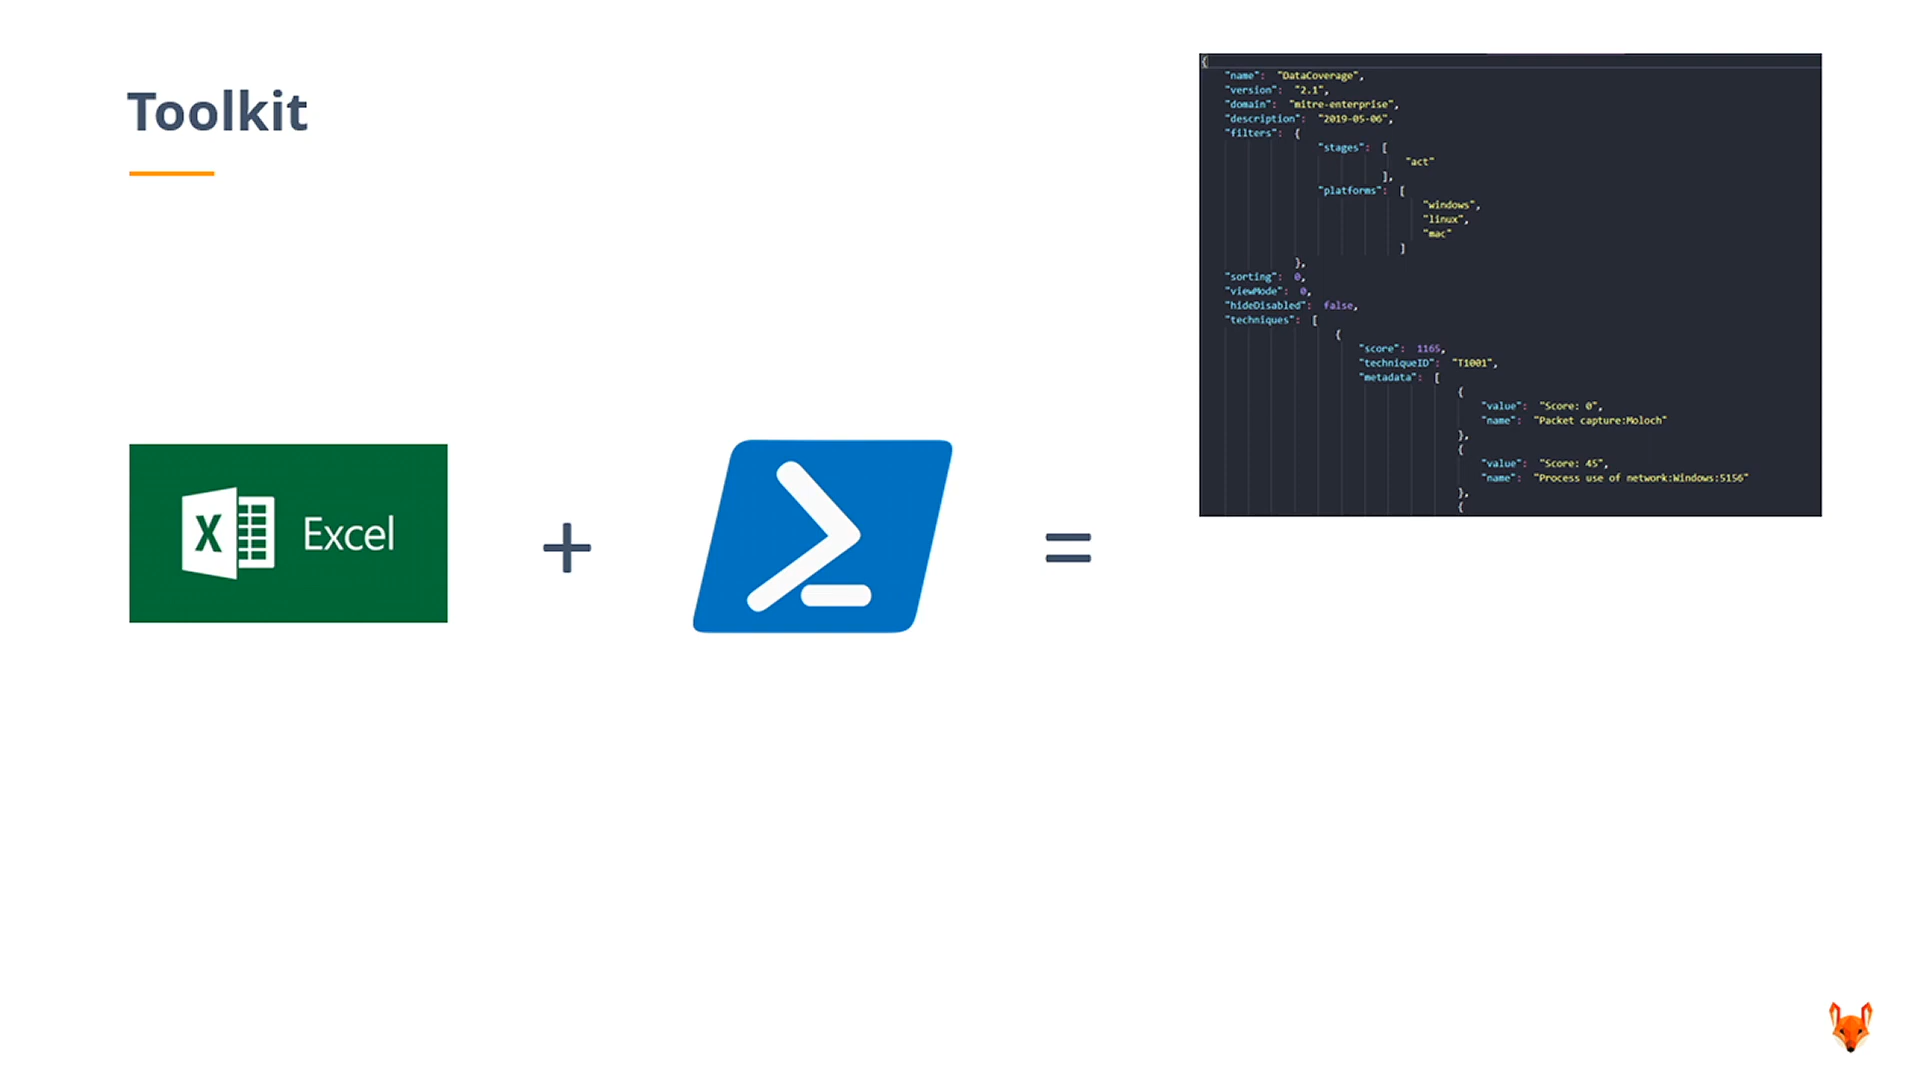 Toolkit
{
"name": "DataCoverage",
"version": "2.1",
"domain": "mitre-enterprise",
"description": "2019-05-06",
"filters": {
"stages": [
"act"
],
"platforms": [
"windows",
"linux",
"mac"
]
},
"sorting": 0,
"viewMode": 0,
"hideDisabled": false,
"techniques": [
{
"score": 1165,
"techniqueID": "T1001",
"metadata": [
{
"value": "Score: 0",
"name": "Packet capture:Moloch"
},
{
"value": "Score: 45",
"name": "Process use of network:Windows:5156"
},
{
X Excel
+
=